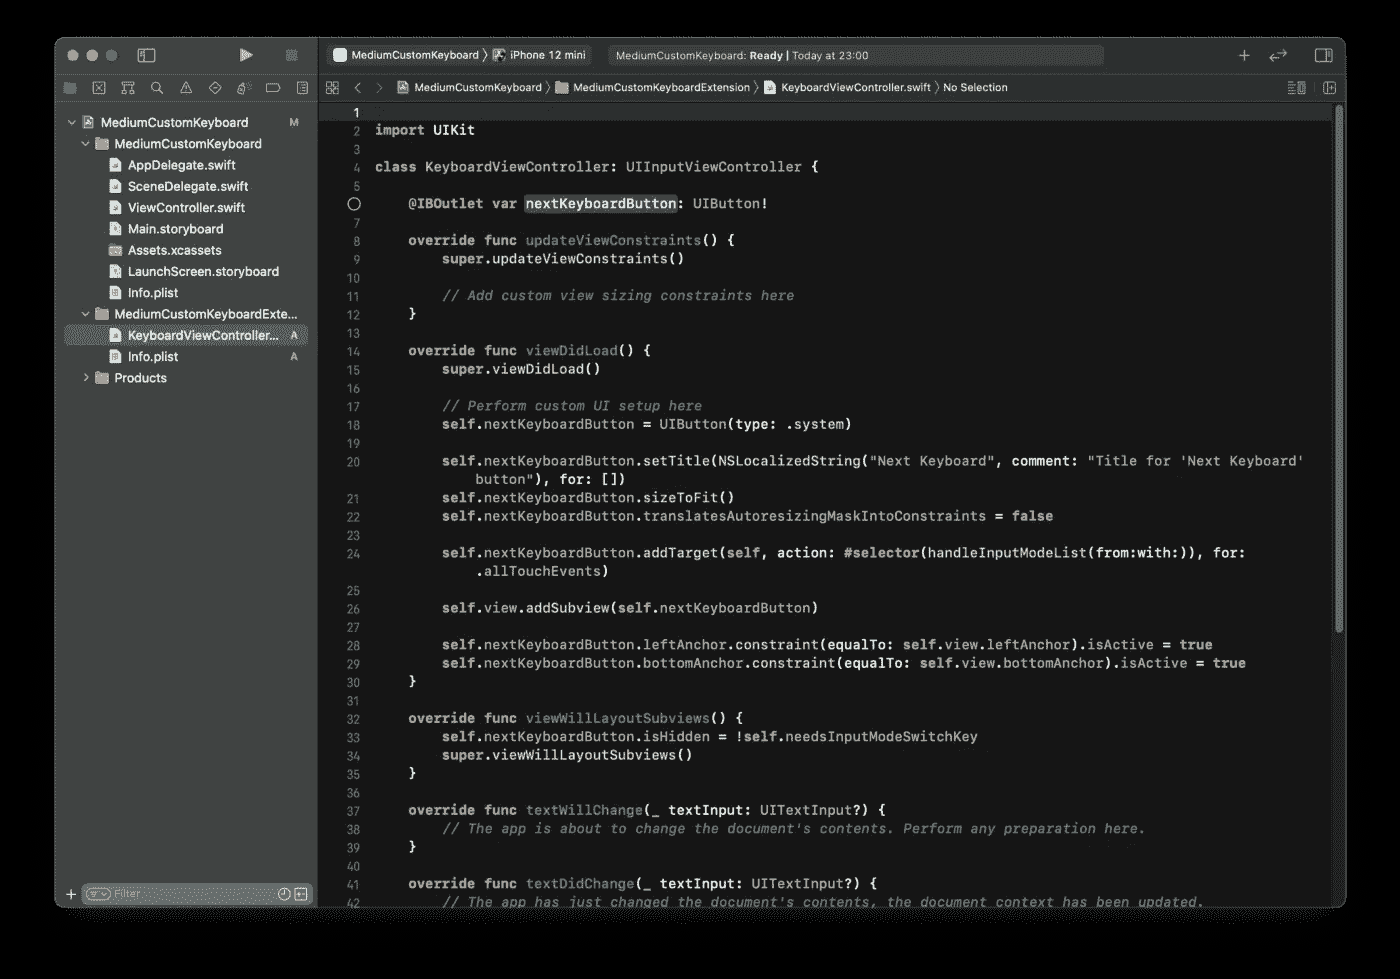 MediumCustomKeyboard 〉 iPhone 12 mini
MediumCustomKeyboard: Ready | Today at 23:00
MediumCustomKeyboard 〉 MediumCustomKeyboardExtension 〉 KeyboardViewController.swift 〉 No Selection
MediumCustomKeyboard M
MediumCustomKeyboard
AppDelegate.swift
SceneDelegate.swift
ViewController.swift
Main.storyboard
Assets.xcassets
LaunchScreen.storyboard
Info.plist
MediumCustomKeyboardExte...
KeyboardViewController... A
Info.plist A
Products
Filter
1
2 import UIKit
3
4 class KeyboardViewController: UIInputViewController {
5
@IBOutlet var nextKeyboardButton: UIButton!
7
8 override func updateViewConstraints() {
9 super.updateViewConstraints()
10
11 // Add custom view sizing constraints here
12 }
13
14 override func viewDidLoad() {
15 super.viewDidLoad()
16
17 // Perform custom UI setup here
18 self.nextKeyboardButton = UIButton(type: .system)
19
20 self.nextKeyboardButton.setTitle(NSLocalizedString("Next Keyboard", comment: "Title for 'Next Keyboard'
button"), for: [])
21 self.nextKeyboardButton.sizeToFit()
22 self.nextKeyboardButton.translatesAutoresizingMaskIntoConstraints = false
23
24 self.nextKeyboardButton.addTarget(self, action: #selector(handleInputModeList(from:with:)), for:
.allTouchEvents)
25
26 self.view.addSubview(self.nextKeyboardButton)
27
28 self.nextKeyboardButton.leftAnchor.constraint(equalTo: self.view.leftAnchor).isActive = true
29 self.nextKeyboardButton.bottomAnchor.constraint(equalTo: self.view.bottomAnchor).isActive = true
30 }
31
32 override func viewWillLayoutSubviews() {
33 self.nextKeyboardButton.isHidden = !self.needsInputModeSwitchKey
34 super.viewWillLayoutSubviews()
35 }
36
37 override func textWillChange(_ textInput: UITextInput?) {
38 // The app is about to change the document's contents. Perform any preparation here.
39 }
40
41 override func textDidChange(_ textInput: UITextInput?) {
42 // The app has just changed the document's contents, the document context has been updated.